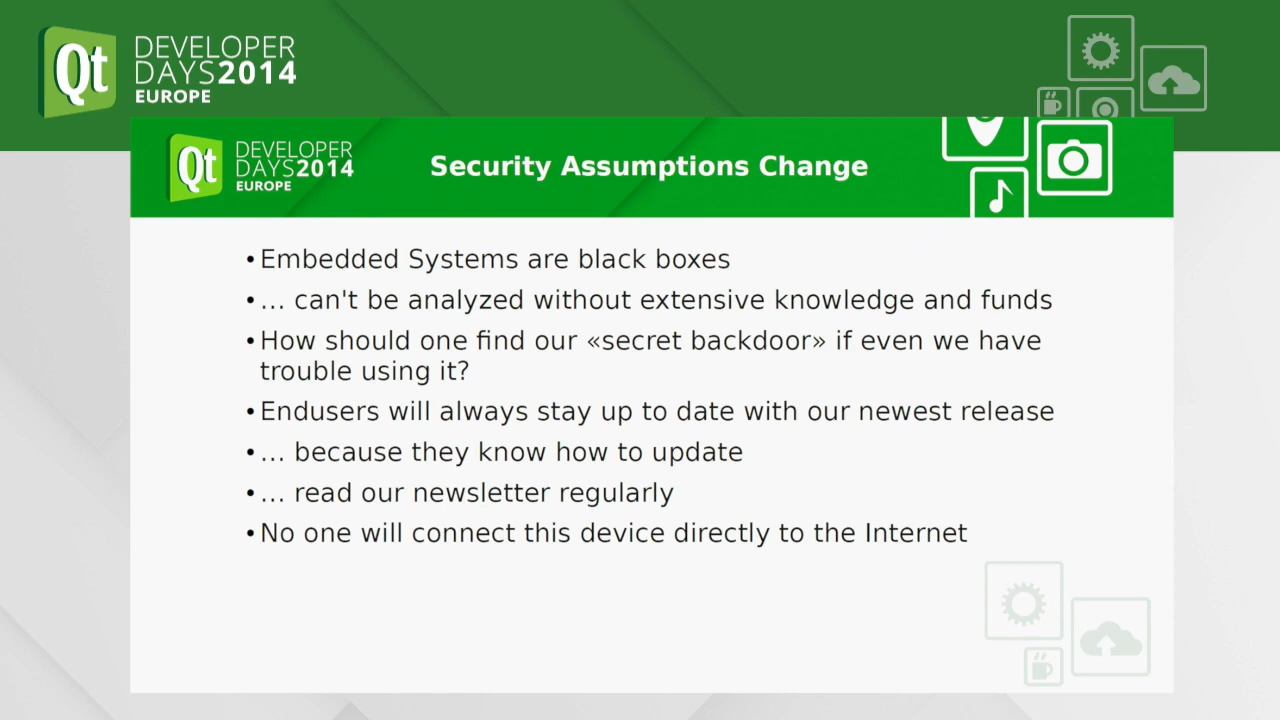 Qt DEVELOPER
DAYS2014
EUROPE
Qt DEVELOPER
DAYS2014
EUROPE
Security Assumptions Change
•Embedded Systems are black boxes
•… can't be analyzed without extensive knowledge and funds
•How should one find our «secret backdoor» if even we have
trouble using it?
•Endusers will always stay up to date with our newest release
•… because they know how to update
•… read our newsletter regularly
•No one will connect this device directly to the Internet